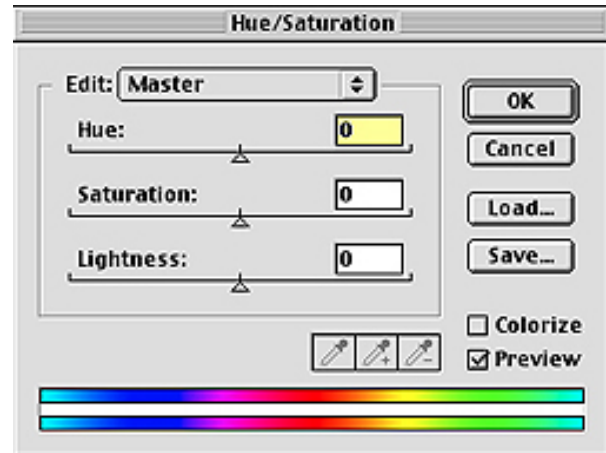 Hue/Saturation
Edit: Master
Hue: 0
Saturation: 0
Lightness: 0
OK
Cancel
Load...
Save...
Colorize
Preview